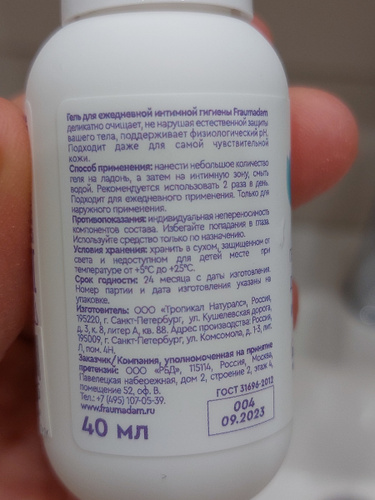 Гель для ежедневной интимной гигиены Fraumadam
деликатно очищает, не нарушая естественной защиты
вашего тела, поддерживает физиологический pH.
Подходит даже для самой чувствительной
кожи.
Способ применения: нанести небольшое количество
геля на ладонь, а затем на интимную зону, смыть
водой. Рекомендуется использовать 2 раза в день.
Подходит для ежедневного применения. Только для
наружного применения.
Противопоказания: индивидуальная непереносимость
компонентов состава. Избегайте попадания в глаза.
Используйте средство только по назначению.
Условия хранения: хранить в сухом, защищенном от
света и недоступном для детей месте при
температуре от +5°C до +25°C.
Срок годности: 24 месяца с даты изготовления.
Номер партии и дата изготовления указаны на
упаковке.
Изготовитель: ООО «Тропикал Натуралс», Россия,
195220, г. Санкт-Петербург, ул. Кушелевская дорога,
д. 3, к. 8, литер А, кв. 88. Адрес производства: Россия,
195009, г. Санкт-Петербург, ул. Комсомола, д. 1-3, лит.
Л, пом. 4Н.
Заказчик/Компания, уполномоченная на принятие
претензий: ООО «РБД», 115114, Россия, Москва,
Павелецкая набережная, дом 2, строение 2, этаж 4,
помещение 52, оф. В.
Тел.: +7 (495) 107-05-39.
www.fraumadam.ru
ГОСТ 31696-2012
40 мл
004
09.2023